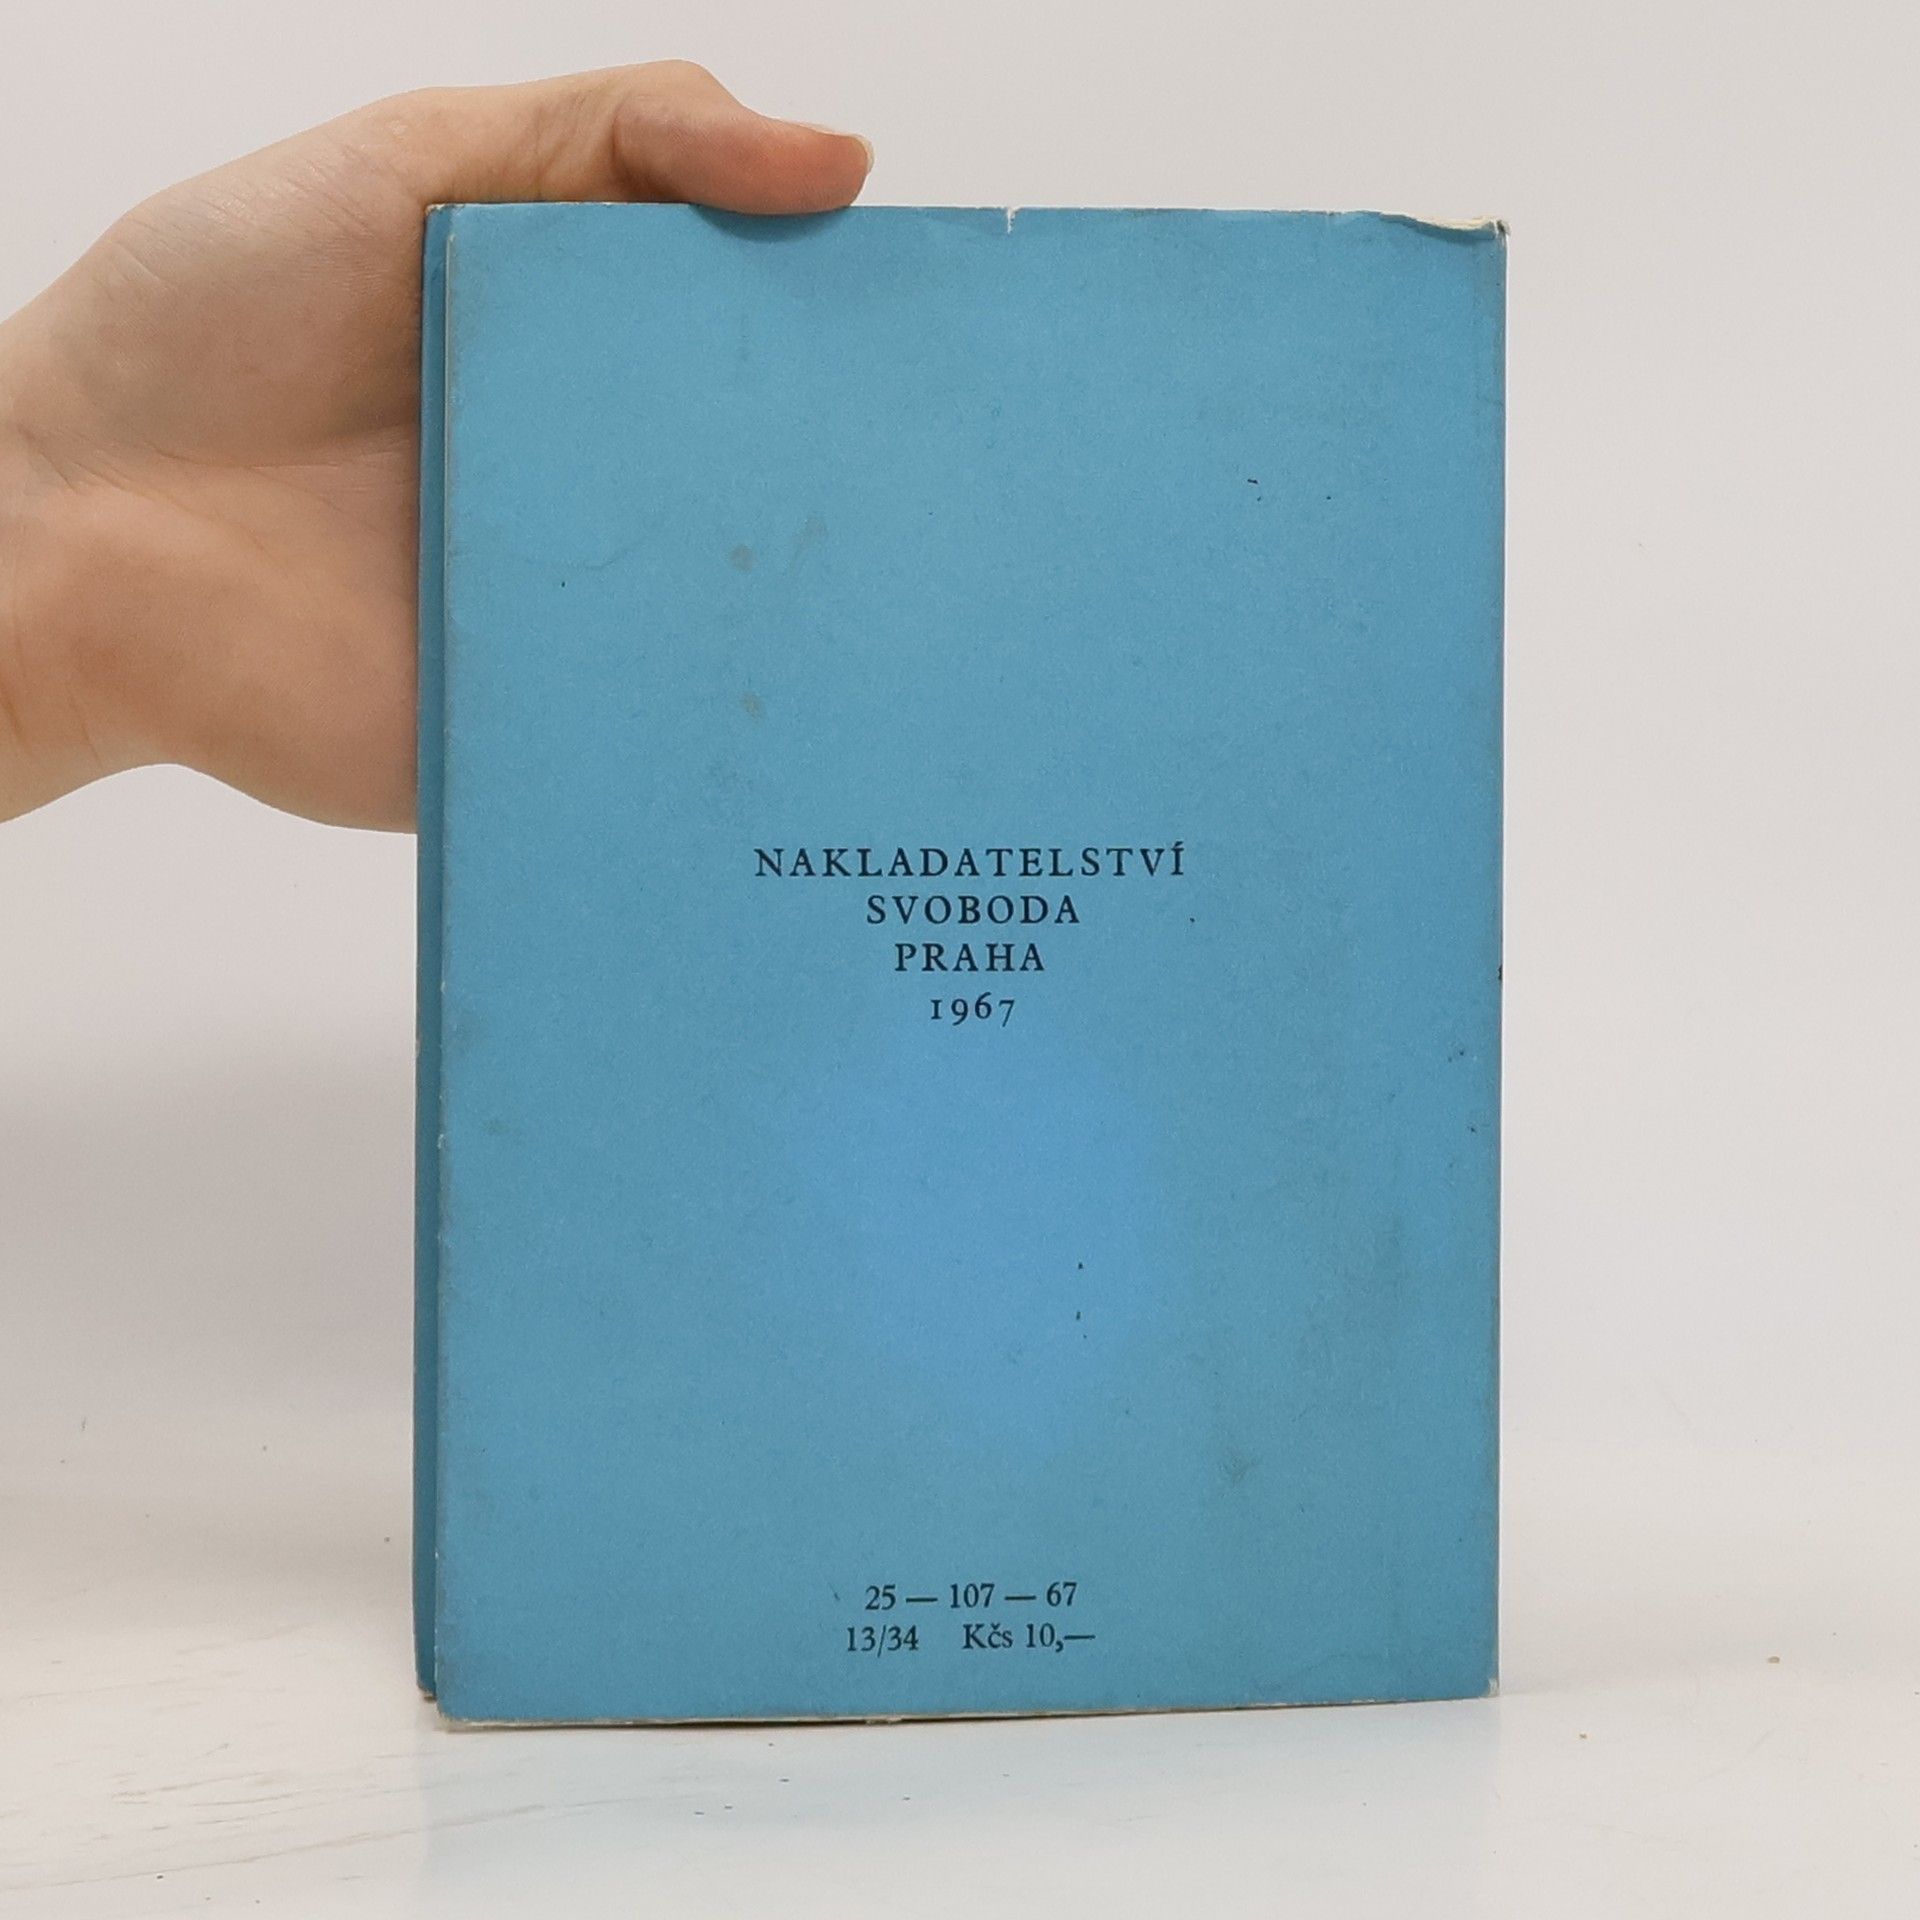 NAKLADATELSTVÍ
SVOBODA
PRAHA
1967
25 — 107 — 67
13/34 Kčs 10,—